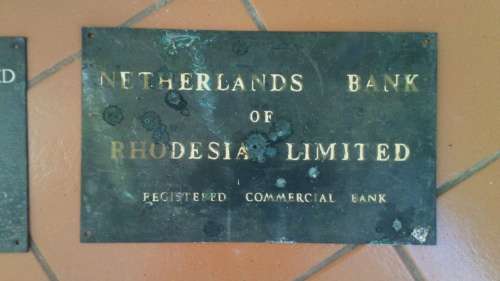 NETHERLANDS BANK
OF
RHODESIA LIMITED
REGISTERED COMMERCIAL BANK